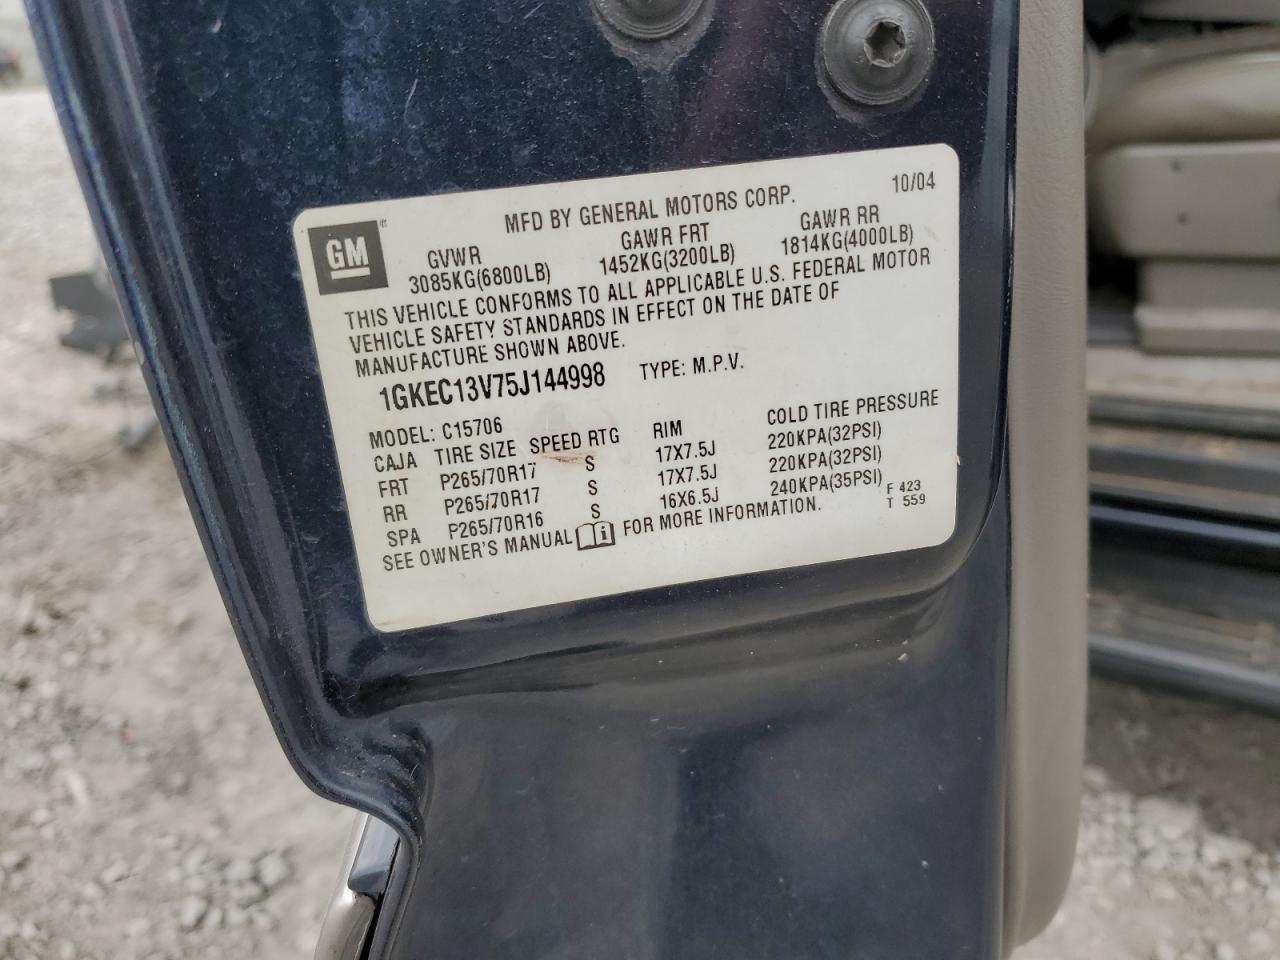 MFD BY GENERAL MOTORS CORP. 10/04
GM
GVWR GAWR FRT GAWR RR
3085KG(6800LB) 1452KG(3200LB) 1814KG(4000LB)
THIS VEHICLE CONFORMS TO ALL APPLICABLE U.S. FEDERAL MOTOR
VEHICLE SAFETY STANDARDS IN EFFECT ON THE DATE OF
MANUFACTURE SHOWN ABOVE.
1GKEC13V75J144998 TYPE: M.P.V.
MODEL: C15706
CAJA TIRE SIZE SPEED RTG RIM COLD TIRE PRESSURE
FRT P265/70R17 S 17X7.5J 220KPA(32PSI)
RR P265/70R17 S 17X7.5J 220KPA(32PSI)
SPA P265/70R16 S 16X6.5J 240KPA(35PSI)
SEE OWNER'S MANUAL i FOR MORE INFORMATION.
F 423
T 559